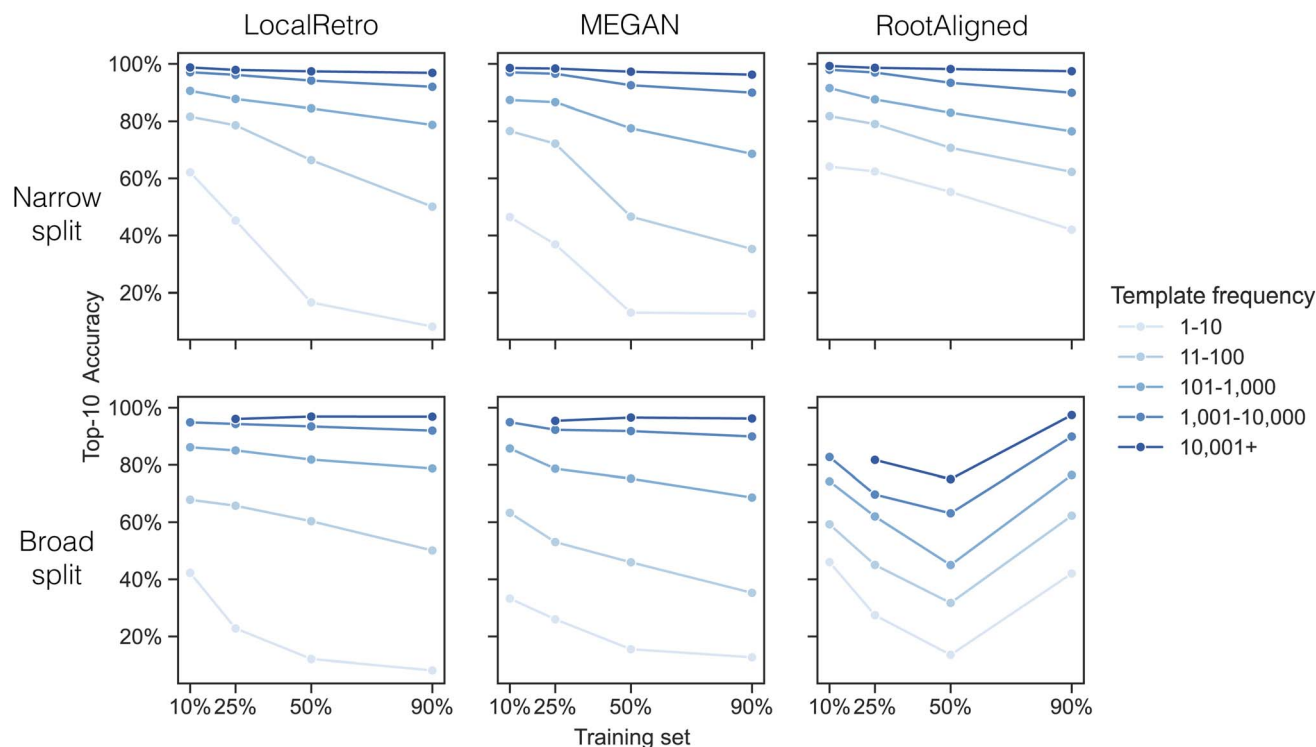 LocalRetro
MEGAN
RootAligned
Narrow
split
100%
80%
60%
40%
20%
Top-10 Accuracy
Broad
split
100%
80%
60%
40%
20%
10% 25% 50% 90%
10% 25% 50% 90%
10% 25% 50% 90%
Training set
Template frequency
1-10
11-100
101-1,000
1,001-10,000
10,001+